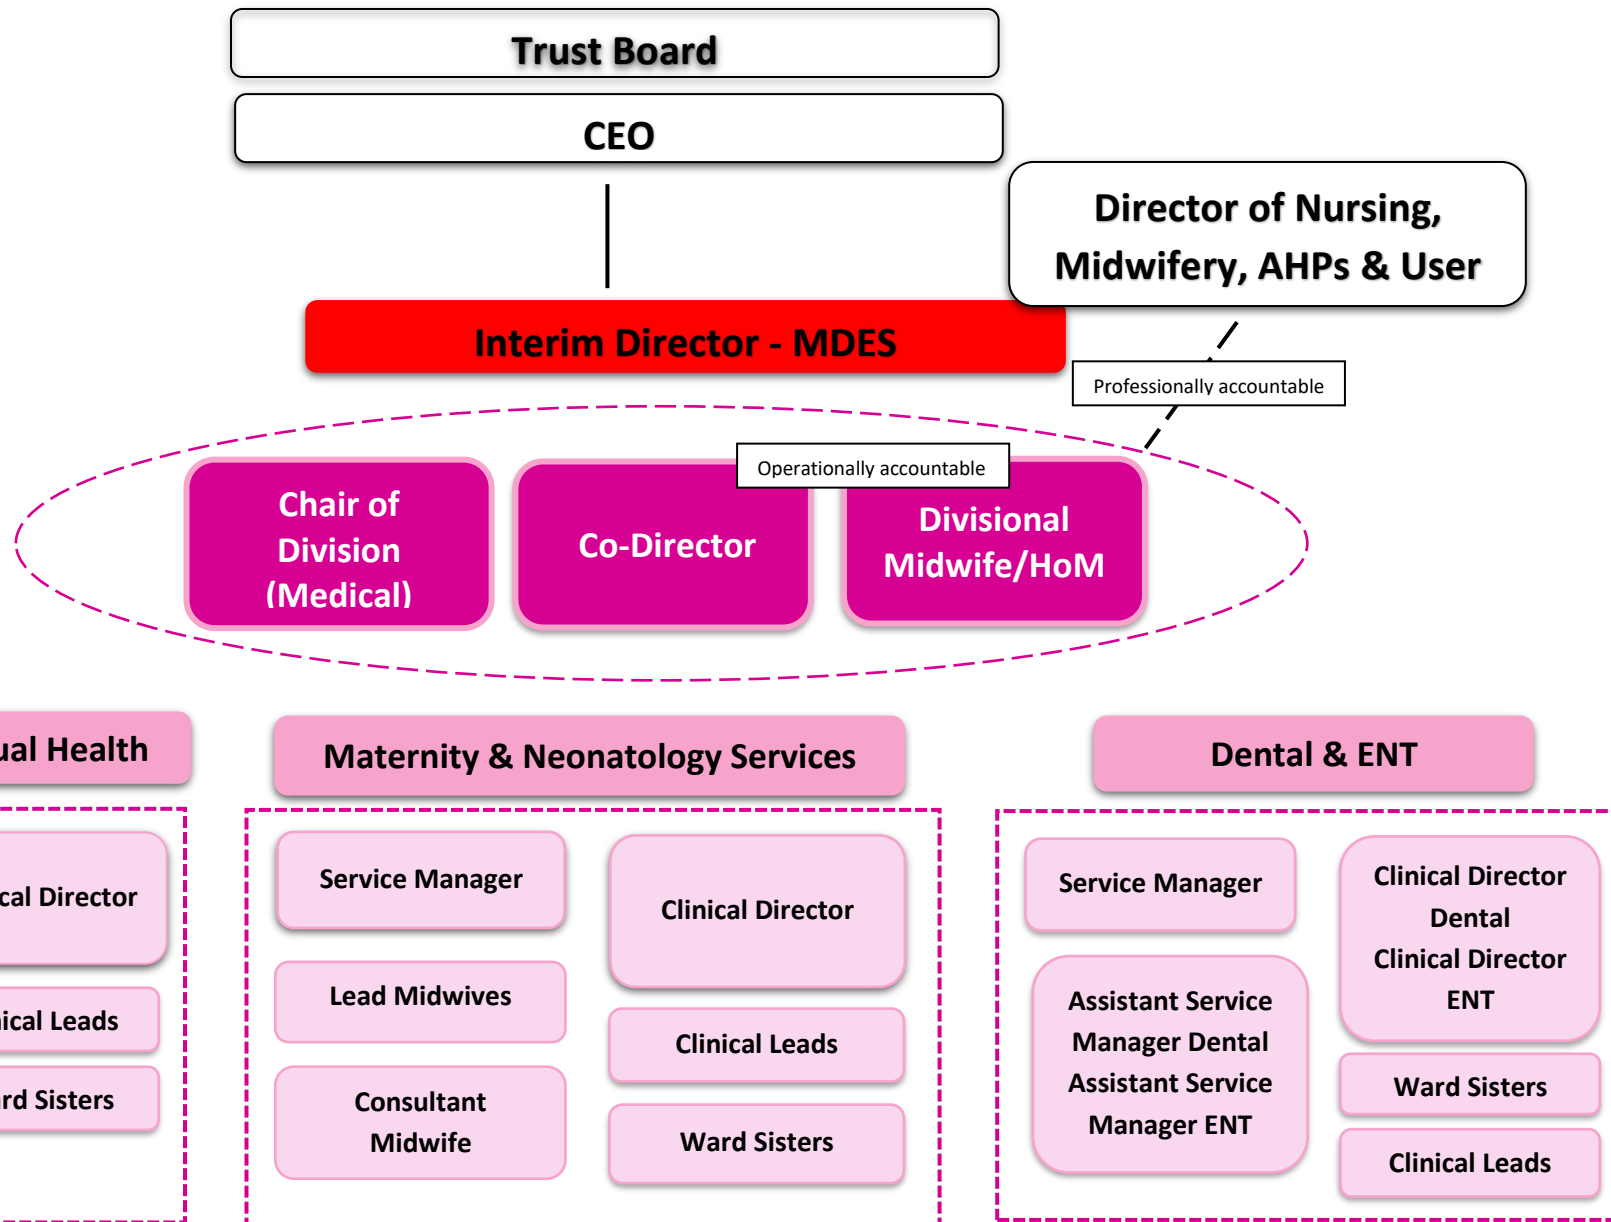 Trust Board
CEO
Director of Nursing,
Midwifery, AHPs & User
Interim Director - MDES
Professionally accountable
Operationally accountable
Chair of
Division
(Medical)
Co-Director
Divisional
Midwife/HoM
ual Health
cal Director
ical Leads
rd Sisters
Maternity & Neonatology Services
Service Manager
Lead Midwives
Consultant
Midwife
Clinical Director
Clinical Leads
Ward Sisters
Dental & ENT
Service Manager
Assistant Service
Manager Dental
Assistant Service
Manager ENT
Clinical Director
Dental
Clinical Director
ENT
Ward Sisters
Clinical Leads